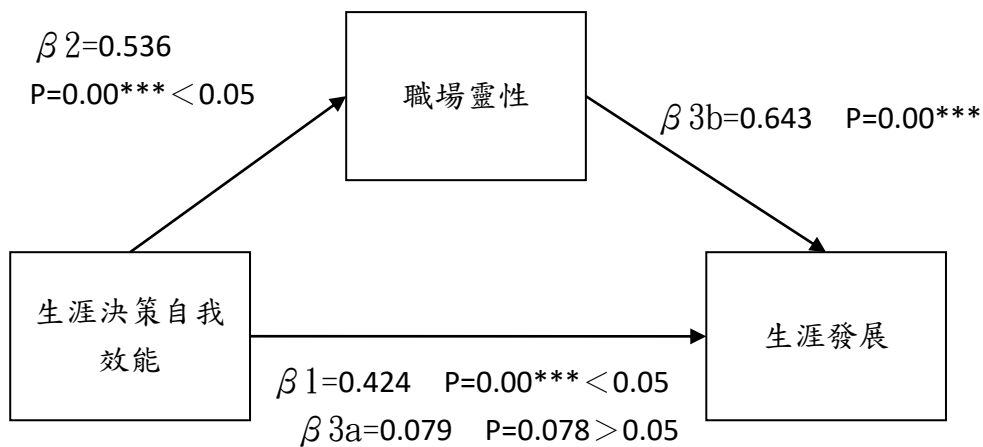 β2=0.536
P=0.00***＜0.05
職場靈性
β3b=0.643 P=0.00***
生涯決策自我
效能
生涯發展
β1=0.424 P=0.00***＜0.05
β3a=0.079 P=0.078＞0.05